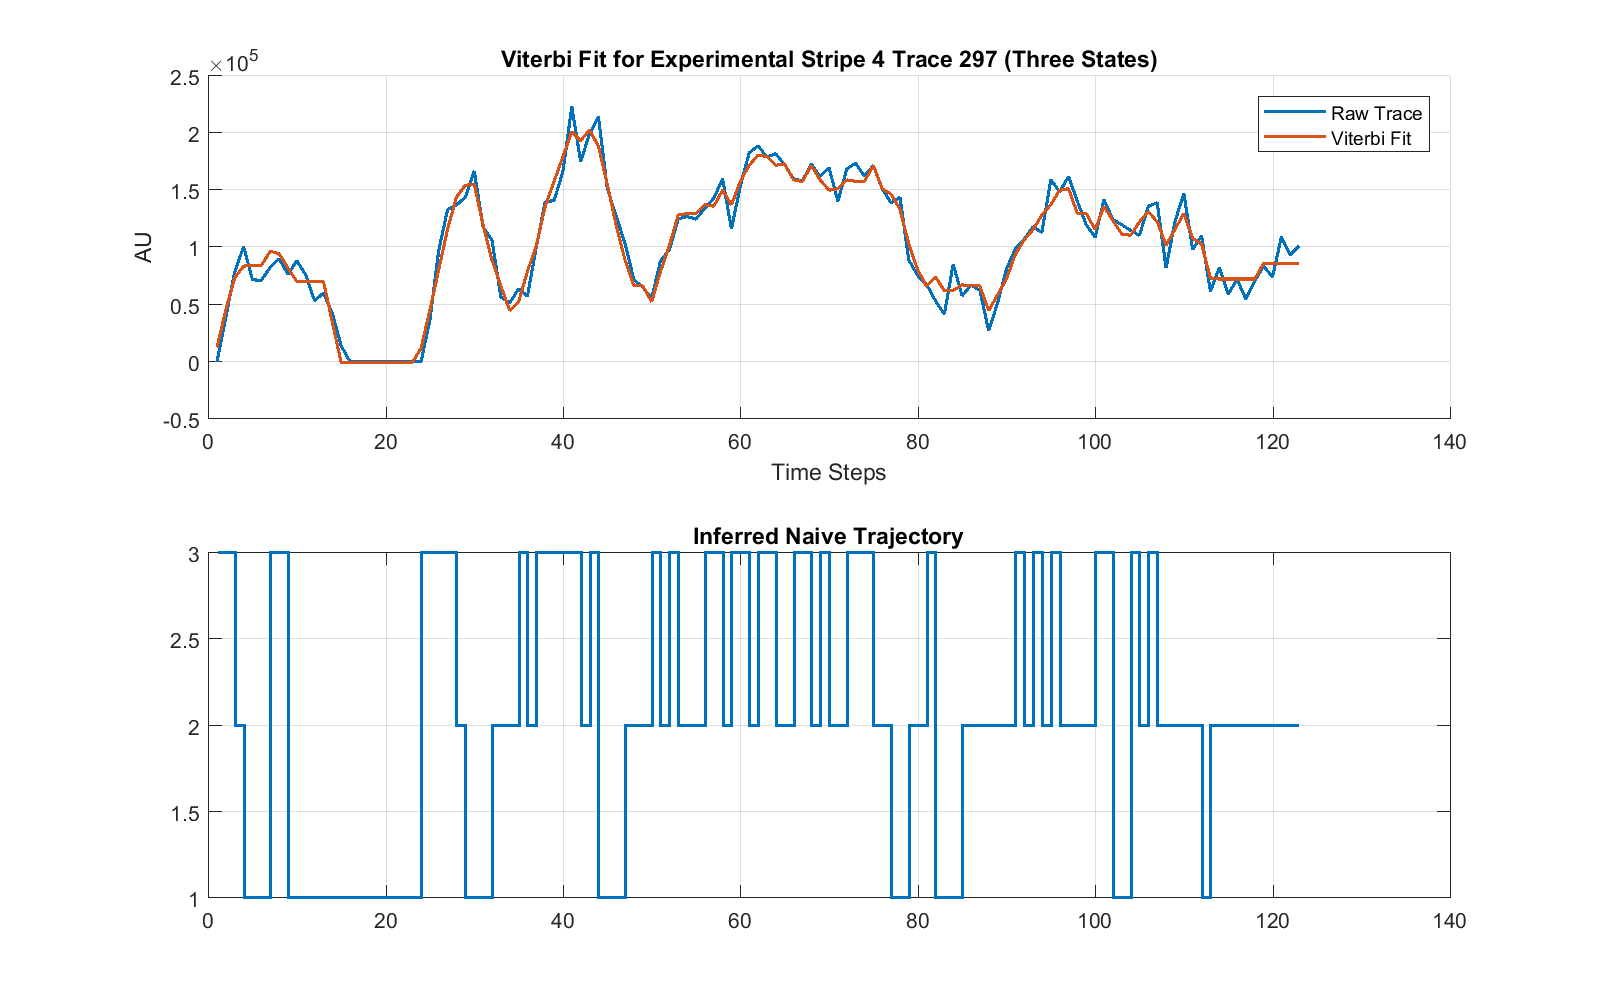 Viterbi Fit for Experimental Stripe 4 Trace 297 (Three States)
×10^5
2.5
2
1.5
1
0.5
0
-0.5
AU
Raw Trace
Viterbi Fit
0 20 40 60 80 100 120 140
Time Steps
Inferred Naive Trajectory
3
2.5
2
1.5
1
0 20 40 60 80 100 120 140